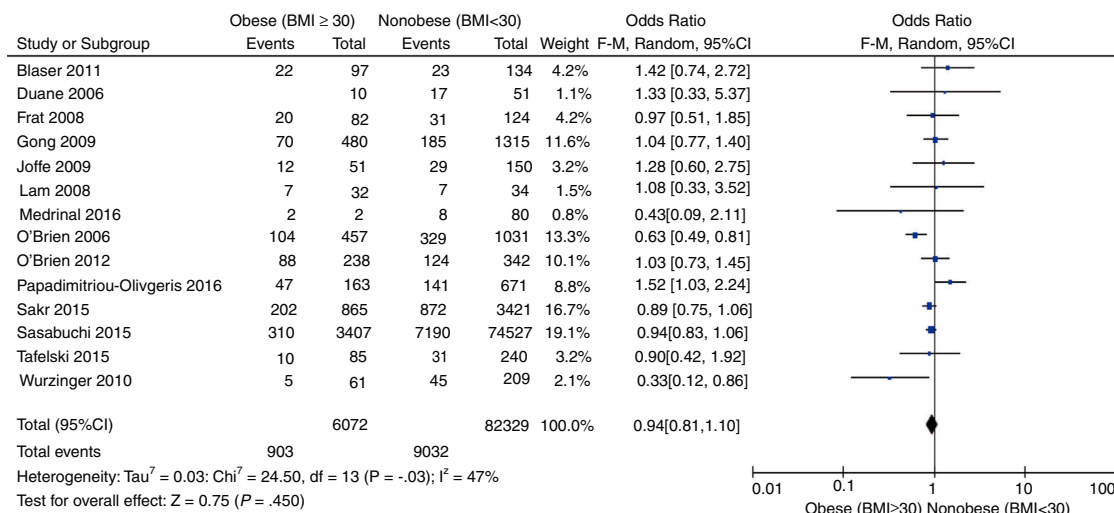 Obese (BMI ≥ 30) Nonobese (BMI<30) Odds Ratio Odds Ratio
Study or Subgroup Events Total Events Total Weight F-M, Random, 95%CI F-M, Random, 95%CI
Blaser 2011 22 97 23 134 4.2% 1.42 [0.74, 2.72]
Duane 2006 10 17 51 1.1% 1.33 [0.33, 5.37]
Frat 2008 20 82 31 124 4.2% 0.97 [0.51, 1.85]
Gong 2009 70 480 185 1315 11.6% 1.04 [0.77, 1.40]
Joffe 2009 12 51 29 150 3.2% 1.28 [0.60, 2.75]
Lam 2008 7 32 7 34 1.5% 1.08 [0.33, 3.52]
Medrinal 2016 2 2 8 80 0.8% 0.43[0.09, 2.11]
O'Brien 2006 104 457 329 1031 13.3% 0.63 [0.49, 0.81]
O'Brien 2012 88 238 124 342 10.1% 1.03 [0.73, 1.45]
Papadimitriou-Olivgeris 2016 47 163 141 671 8.8% 1.52 [1.03, 2.24]
Sakr 2015 202 865 872 3421 16.7% 0.89 [0.75, 1.06]
Sasabuchi 2015 310 3407 7190 74527 19.1% 0.94[0.83, 1.06]
Tafelski 2015 10 85 31 240 3.2% 0.90[0.42, 1.92]
Wurzinger 2010 5 61 45 209 2.1% 0.33[0.12, 0.86]
Total (95%CI) 6072 82329 100.0% 0.94[0.81,1.10]
Total events 903 9032
Heterogeneity: Tau⁷ = 0.03: Chi⁷ = 24.50, df = 13 (P = -.03); Iᶻ = 47%
Test for overall effect: Z = 0.75 (P = .450)
0.01 0.1 1 10 100
Obese (BMI≥30) Nonobese (BMI<30)